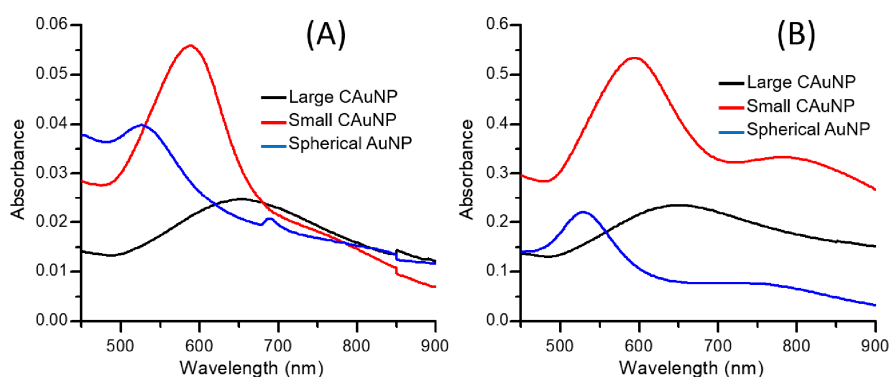 (A)
Absorbance
0.06
0.05
0.04
0.03
0.02
0.01
0.00
Large CAuNP
Small CAuNP
Spherical AuNP
500 600 700 800 900
Wavelength (nm)
(B)
Absorbance
0.6
0.5
0.4
0.3
0.2
0.1
0.0
Large CAuNP
Small CAuNP
Spherical AuNP
500 600 700 800 900
Wavelength (nm)